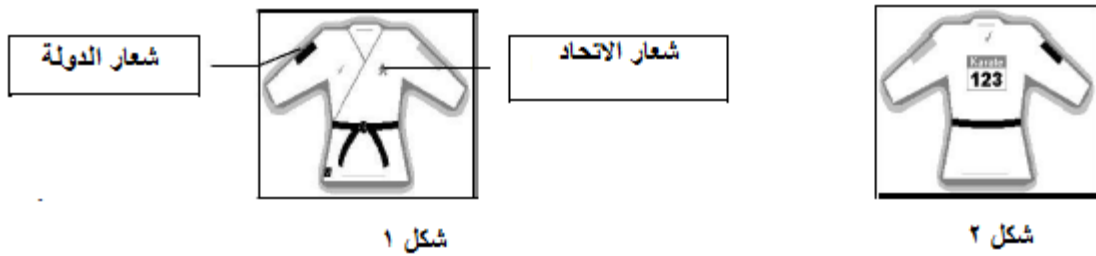 شعار الدولة
شعار الاتحاد
Karate
123
شكل ١
شكل ٢